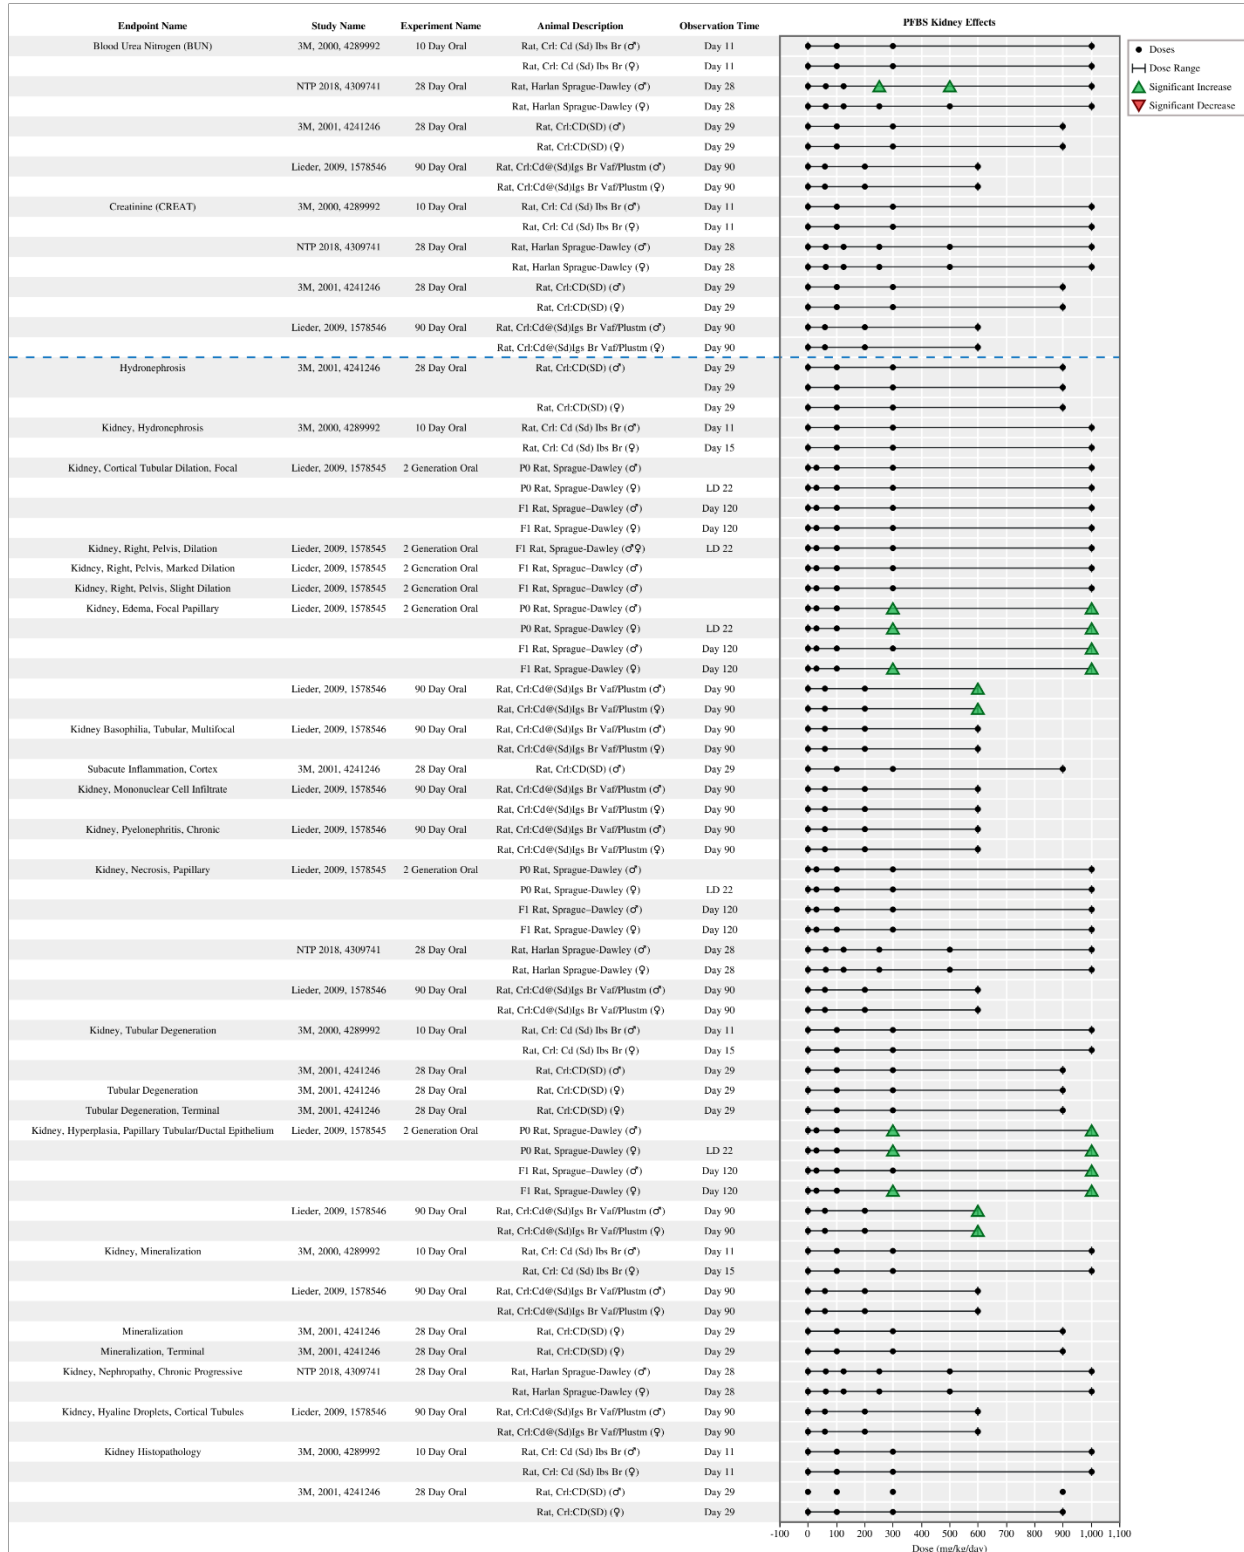 Endpoint Name Study Name Experiment Name Animal Description Observation Time PFBS Kidney Effects
Blood Urea Nitrogen (BUN) 3M, 2000, 4289992 10 Day Oral Rat, Crl: Cd (Sd) Ibs Br (♂) Day 11
Rat, Crl: Cd (Sd) Ibs Br (♀) Day 11
NTP 2018, 4309741 28 Day Oral Rat, Harlan Sprague-Dawley (♂) Day 28
Rat, Harlan Sprague-Dawley (♀) Day 28
3M, 2001, 4241246 28 Day Oral Rat, Crl:CD(SD) (♂) Day 29
Rat, Crl:CD(SD) (♀) Day 29
Lieder, 2009, 1578546 90 Day Oral Rat, Crl:Cd@(Sd)Igs Br Vaf/Plustm (♂) Day 90
Rat, Crl:Cd@(Sd)Igs Br Vaf/Plustm (♀) Day 90
Creatinine (CREAT) 3M, 2000, 4289992 10 Day Oral Rat, Crl: Cd (Sd) Ibs Br (♂) Day 11
Rat, Crl: Cd (Sd) Ibs Br (♀) Day 11
NTP 2018, 4309741 28 Day Oral Rat, Harlan Sprague-Dawley (♂) Day 28
Rat, Harlan Sprague-Dawley (♀) Day 28
3M, 2001, 4241246 28 Day Oral Rat, Crl:CD(SD) (♂) Day 29
Rat, Crl:CD(SD) (♀) Day 29
Lieder, 2009, 1578546 90 Day Oral Rat, Crl:Cd@(Sd)Igs Br Vaf/Plustm (♂) Day 90
Rat, Crl:Cd@(Sd)Igs Br Vaf/Plustm (♀) Day 90
Hydronephrosis 3M, 2001, 4241246 28 Day Oral Rat, Crl:CD(SD) (♂) Day 29
Day 29
Rat, Crl:CD(SD) (♀) Day 29
Kidney, Hydronephrosis 3M, 2000, 4289992 10 Day Oral Rat, Crl: Cd (Sd) Ibs Br (♂) Day 11
Rat, Crl: Cd (Sd) Ibs Br (♀) Day 15
Kidney, Cortical Tubular Dilation, Focal Lieder, 2009, 1578545 2 Generation Oral P0 Rat, Sprague-Dawley (♂)
P0 Rat, Sprague-Dawley (♀) LD 22
F1 Rat, Sprague–Dawley (♂) Day 120
F1 Rat, Sprague-Dawley (♀) Day 120
Kidney, Right, Pelvis, Dilation Lieder, 2009, 1578545 2 Generation Oral F1 Rat, Sprague-Dawley (♂♀) LD 22
Kidney, Right, Pelvis, Marked Dilation Lieder, 2009, 1578545 2 Generation Oral F1 Rat, Sprague-Dawley (♂)
Kidney, Right, Pelvis, Slight Dilation Lieder, 2009, 1578545 2 Generation Oral F1 Rat, Sprague-Dawley (♂)
Kidney, Edema, Focal Papillary Lieder, 2009, 1578545 2 Generation Oral P0 Rat, Sprague-Dawley (♂)
P0 Rat, Sprague-Dawley (♀) LD 22
F1 Rat, Sprague–Dawley (♂) Day 120
F1 Rat, Sprague-Dawley (♀) Day 120
Lieder, 2009, 1578546 90 Day Oral Rat, Crl:Cd@(Sd)Igs Br Vaf/Plustm (♂) Day 90
Rat, Crl:Cd@(Sd)Igs Br Vaf/Plustm (♀) Day 90
Kidney Basophilia, Tubular, Multifocal Lieder, 2009, 1578546 90 Day Oral Rat, Crl:Cd@(Sd)Igs Br Vaf/Plustm (♂) Day 90
Rat, Crl:Cd@(Sd)Igs Br Vaf/Plustm (♀) Day 90
Subacute Inflammation, Cortex 3M, 2001, 4241246 28 Day Oral Rat, Crl:CD(SD) (♂) Day 29
Kidney, Mononuclear Cell Infiltrate Lieder, 2009, 1578546 90 Day Oral Rat, Crl:Cd@(Sd)Igs Br Vaf/Plustm (♂) Day 90
Rat, Crl:Cd@(Sd)Igs Br Vaf/Plustm (♀) Day 90
Kidney, Pyelonephritis, Chronic Lieder, 2009, 1578546 90 Day Oral Rat, Crl:Cd@(Sd)Igs Br Vaf/Plustm (♂) Day 90
Rat, Crl:Cd@(Sd)Igs Br Vaf/Plustm (♀) Day 90
Kidney, Necrosis, Papillary Lieder, 2009, 1578545 2 Generation Oral P0 Rat, Sprague-Dawley (♂)
P0 Rat, Sprague-Dawley (♀) LD 22
F1 Rat, Sprague–Dawley (♂) Day 120
F1 Rat, Sprague-Dawley (♀) Day 120
NTP 2018, 4309741 28 Day Oral Rat, Harlan Sprague-Dawley (♂) Day 28
Rat, Harlan Sprague-Dawley (♀) Day 28
Lieder, 2009, 1578546 90 Day Oral Rat, Crl:Cd@(Sd)Igs Br Vaf/Plustm (♂) Day 90
Rat, Crl:Cd@(Sd)Igs Br Vaf/Plustm (♀) Day 90
Kidney, Tubular Degeneration 3M, 2000, 4289992 10 Day Oral Rat, Crl: Cd (Sd) Ibs Br (♂) Day 11
Rat, Crl: Cd (Sd) Ibs Br (♀) Day 15
3M, 2001, 4241246 28 Day Oral Rat, Crl:CD(SD) (♂) Day 29
Tubular Degeneration 3M, 2001, 4241246 28 Day Oral Rat, Crl:CD(SD) (♀) Day 29
Tubular Degeneration, Terminal 3M, 2001, 4241246 28 Day Oral Rat, Crl:CD(SD) (♀) Day 29
Kidney, Hyperplasia, Papillary Tubular/Ductal Epithelium Lieder, 2009, 1578545 2 Generation Oral P0 Rat, Sprague-Dawley (♂)
P0 Rat, Sprague-Dawley (♀) LD 22
F1 Rat, Sprague–Dawley (♂) Day 120
F1 Rat, Sprague-Dawley (♀) Day 120
Lieder, 2009, 1578546 90 Day Oral Rat, Crl:Cd@(Sd)Igs Br Vaf/Plustm (♂) Day 90
Rat, Crl:Cd@(Sd)Igs Br Vaf/Plustm (♀) Day 90
Kidney, Mineralization 3M, 2000, 4289992 10 Day Oral Rat, Crl: Cd (Sd) Ibs Br (♂) Day 11
Rat, Crl: Cd (Sd) Ibs Br (♀) Day 15
Lieder, 2009, 1578546 90 Day Oral Rat, Crl:Cd@(Sd)Igs Br Vaf/Plustm (♂) Day 90
Rat, Crl:Cd@(Sd)Igs Br Vaf/Plustm (♀) Day 90
Mineralization 3M, 2001, 4241246 28 Day Oral Rat, Crl:CD(SD) (♀) Day 29
Mineralization, Terminal 3M, 2001, 4241246 28 Day Oral Rat, Crl:CD(SD) (♀) Day 29
Kidney, Nephropathy, Chronic Progressive NTP 2018, 4309741 28 Day Oral Rat, Harlan Sprague-Dawley (♂) Day 28
Rat, Harlan Sprague-Dawley (♀) Day 28
Kidney, Hyaline Droplets, Cortical Tubules Lieder, 2009, 1578546 90 Day Oral Rat, Crl:Cd@(Sd)Igs Br Vaf/Plustm (♂) Day 90
Rat, Crl:Cd@(Sd)Igs Br Vaf/Plustm (♀) Day 90
Kidney Histopathology 3M, 2000, 4289992 10 Day Oral Rat, Crl: Cd (Sd) Ibs Br (♂) Day 11
Rat, Crl: Cd (Sd) Ibs Br (♀) Day 11
3M, 2001, 4241246 28 Day Oral Rat, Crl:CD(SD) (♂) Day 29
Rat, Crl:CD(SD) (♀) Day 29
-100 0 100 200 300 400 500 600 700 800 900 1,000 1,100
Dose (mg/kg/day)
Doses
Dose Range
Significant Increase
Significant Decrease